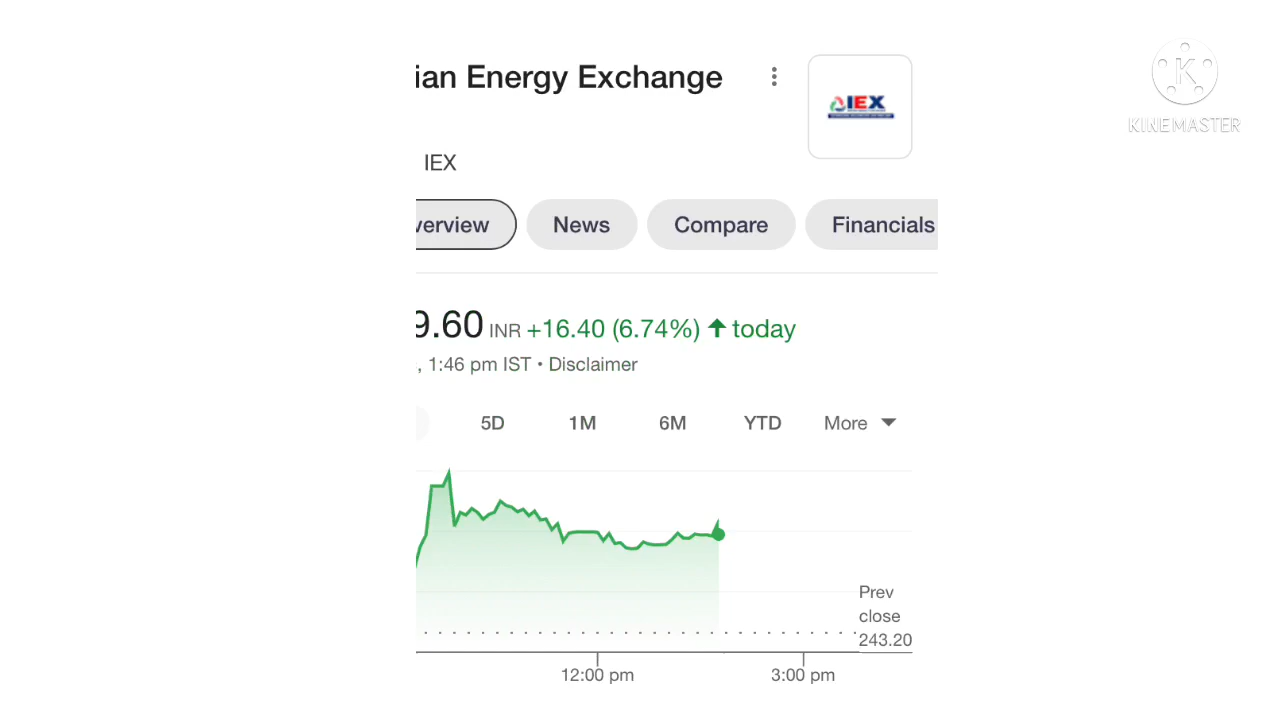 ian Energy Exchange
IEX
KINEMASTER
IEX
verview
News
Compare
Financials
9.60 INR +16.40 (6.74%) today
, 1:46 pm IST • Disclaimer
5D
1M
6M
YTD
More
Prev
close
243.20
12:00 pm
3:00 pm